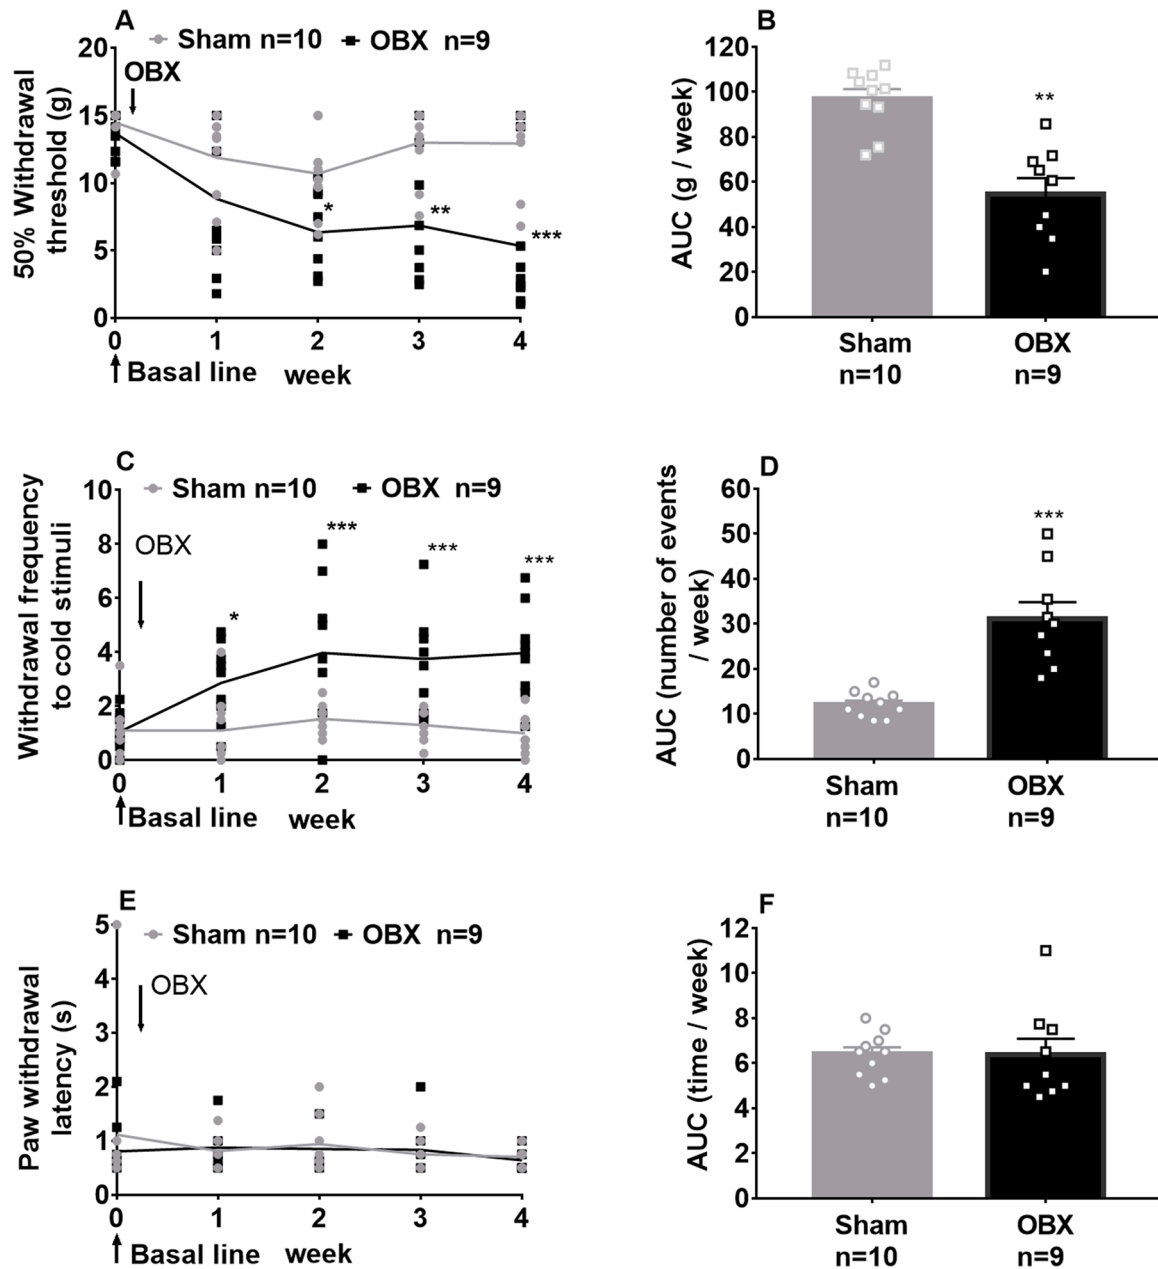 A
Sham n=10 OBX n=9
50% Withdrawal
threshold (g)
20
15
10
5
0
OBX
*
**
***
0 1 2 3 4
Basal line week
B
AUC (g / week)
120
100
80
60
40
20
0
**
Sham OBX
n=10 n=9
C
Sham n=10 OBX n=9
Withdrawal frequency
to cold stimuli
10
8
6
4
2
0
OBX
*
***
***
***
0 1 2 3 4
Basal line week
D
AUC (number of events
/ week)
60
50
40
30
20
10
0
***
Sham OBX
n=10 n=9
E
Sham n=10 OBX n=9
Paw withdrawal
latency (s)
5
4
3
2
1
0
OBX
0 1 2 3 4
Basal line week
F
AUC (time / week)
12
10
8
6
4
2
0
Sham OBX
n=10 n=9